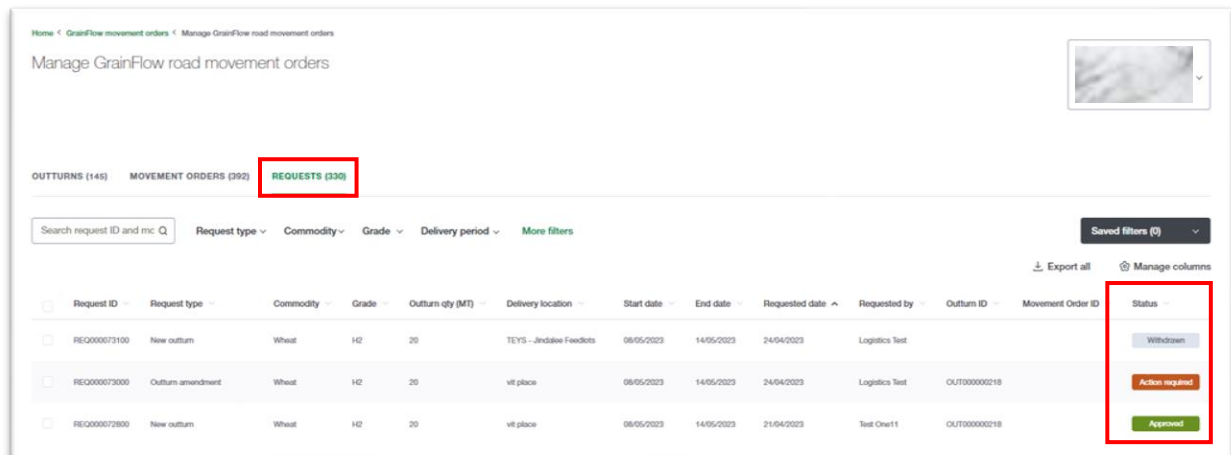 Home < GrainFlow movement orders < Manage GrainFlow road movement orders
Manage GrainFlow road movement orders
OUTTURNS (145) MOVEMENT ORDERS (392) REQUESTS (330)
Search request ID and mc Request type Commodity Grade Delivery period More filters Saved filters (0)
Export all Manage columns
Request ID Request type Commodity Grade Outturn qty (MT) Delivery location Start date End date Requested date Requested by Outturn ID Movement Order ID Status
REQ000073100 New outturn Wheat H2 20 TEYS - Jindalee Feedlots 08/05/2023 14/05/2023 24/04/2023 Logistics Test Withdrawn
REQ000073000 Outturn amendment Wheat H2 20 vit place 08/05/2023 14/05/2023 24/04/2023 Logistics Test OUT000000218 Action required
REQ000072800 New outturn Wheat H2 20 vit place 08/05/2023 14/05/2023 21/04/2023 Test One11 OUT000000218 Approved